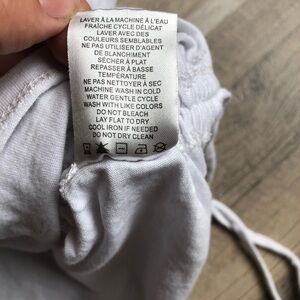 LAVER À LA MACHINE À L'EAU
FRAÎCHE CYCLE DÉLICAT
LAVER AVEC DES
COULEURS SEMBLABLES
NE PAS UTILISER D'AGENT
DE BLANCHIMENT
SÉCHER À PLAT
REPASSER À BASSE
TEMPÉRATURE
NE PAS NETTOYER À SEC
MACHINE WASH IN COLD
WATER GENTLE CYCLE
WASH WITH LIKE COLORS
DO NOT BLEACH
LAY FLAT TO DRY
COOL IRON IF NEEDED
DO NOT DRY CLEAN